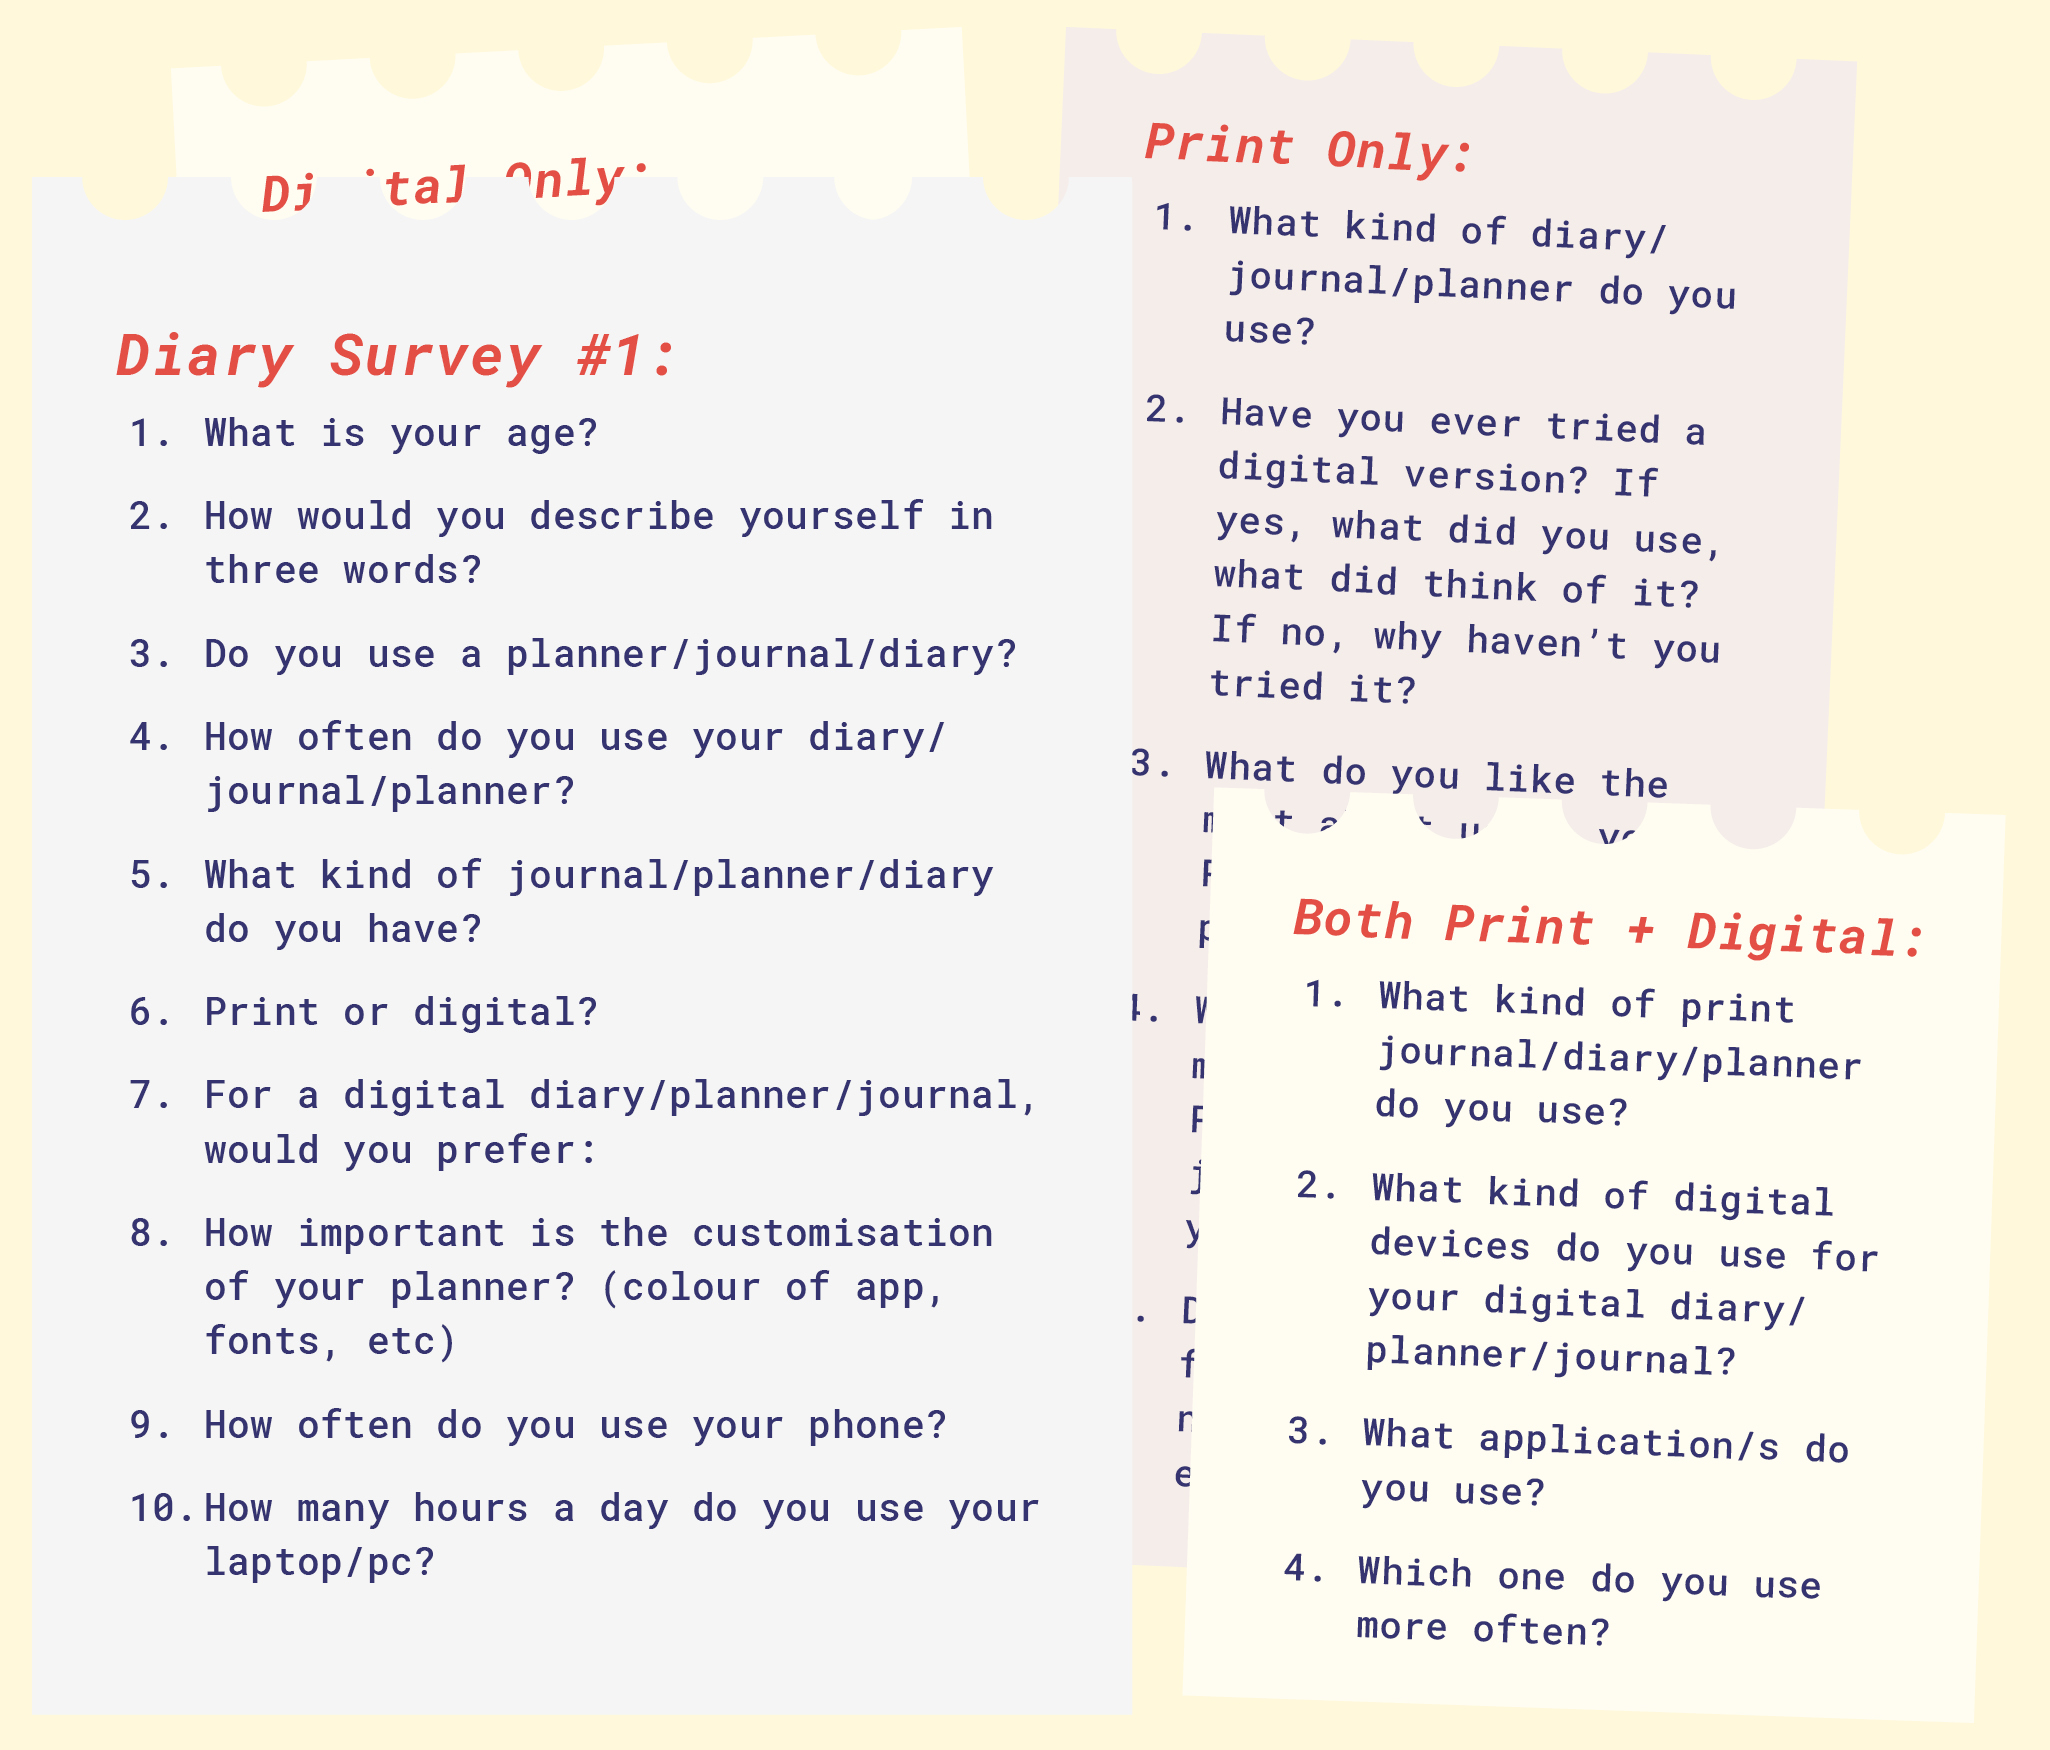 Digital Only:
Diary Survey #1:
1. What is your age?
2. How would you describe yourself in
three words?
3. Do you use a planner/journal/diary?
4. How often do you use your diary/
journal/planner?
5. What kind of journal/planner/diary
do you have?
6. Print or digital?
7. For a digital diary/planner/journal,
would you prefer:
8. How important is the customisation
of your planner? (colour of app,
fonts, etc)
9. How often do you use your phone?
10. How many hours a day do you use your
laptop/pc?
Print Only:
1. What kind of diary/
journal/planner do you
use?
2. Have you ever tried a
digital version? If
yes, what did you use,
what did think of it?
If no, why haven’t you
tried it?
3. What do you like the
4.
Both Print + Digital:
1. What kind of print
journal/diary/planner
do you use?
2. What kind of digital
devices do you use for
your digital diary/
planner/journal?
3. What application/s do
you use?
4. Which one do you use
more often?